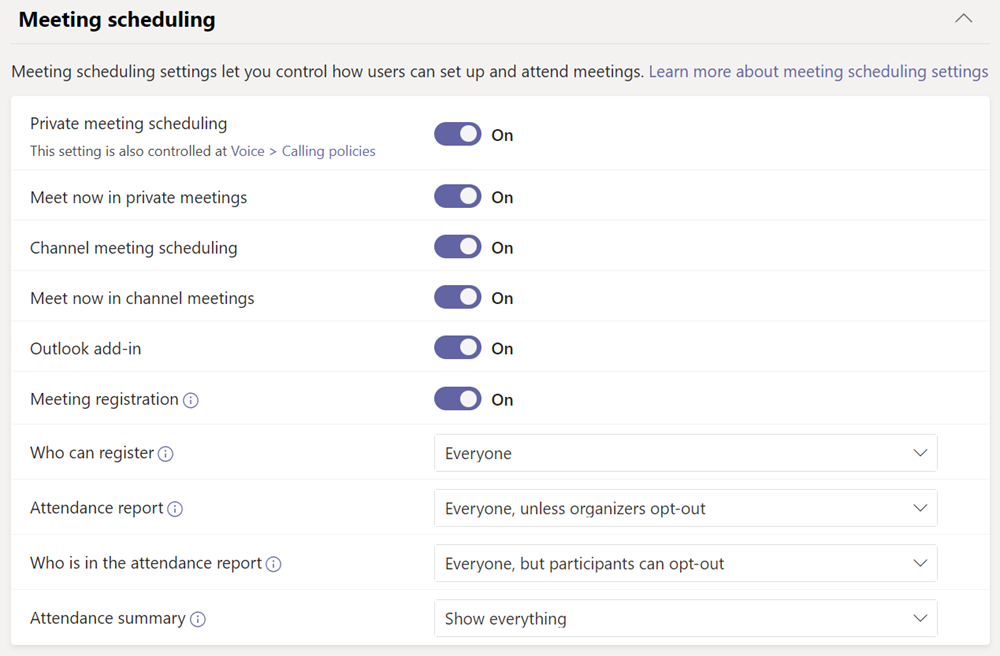 Meeting scheduling
Meeting scheduling settings let you control how users can set up and attend meetings. Learn more about meeting scheduling settings
Private meeting scheduling
On
This setting is also controlled at Voice > Calling policies
Meet now in private meetings
On
Channel meeting scheduling
On
Meet now in channel meetings
On
Outlook add-in
On
Meeting registration
On
Who can register
Everyone
Attendance report
Everyone, unless organizers opt-out
Who is in the attendance report
Everyone, but participants can opt-out
Attendance summary
Show everything